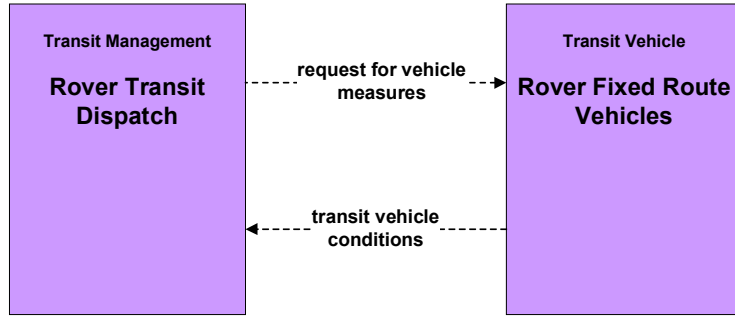 Transit Management
Rover Transit
Dispatch
request for vehicle
measures
Transit Vehicle
Rover Fixed Route
Vehicles
transit vehicle
conditions